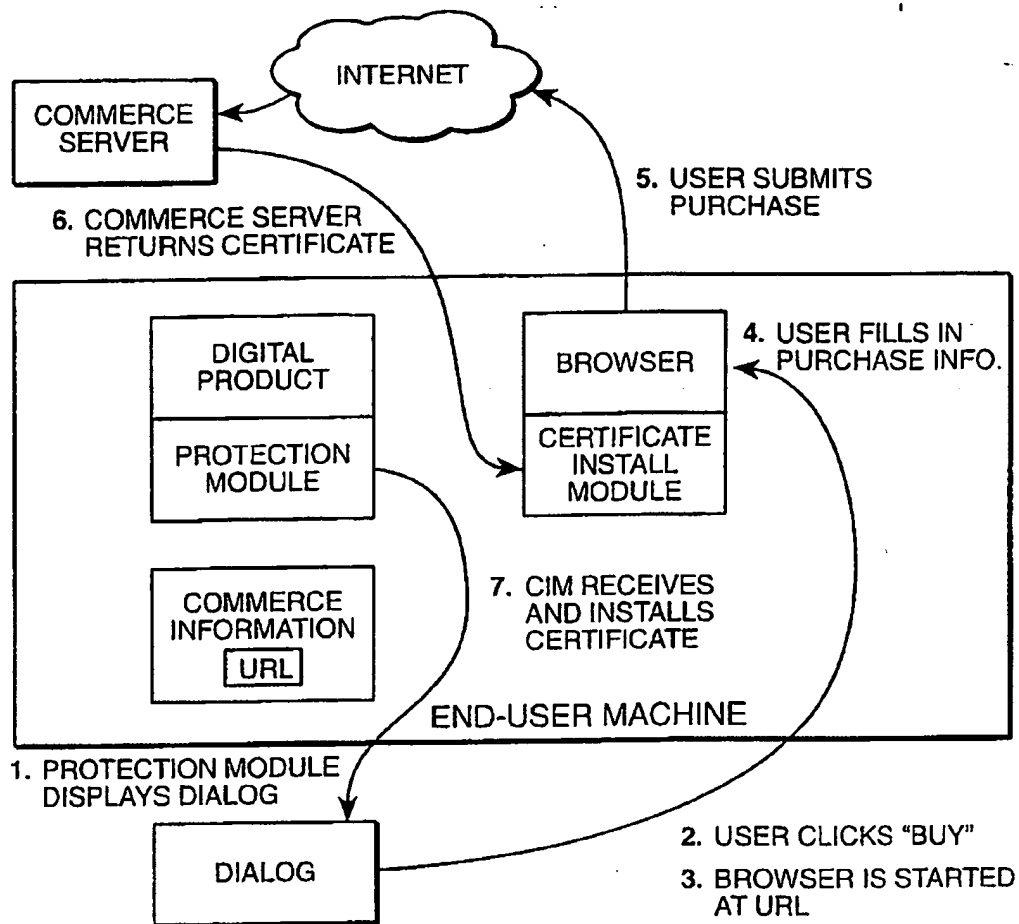 INTERNET
COMMERCE
SERVER
5. USER SUBMITS
PURCHASE
6. COMMERCE SERVER
RETURNS CERTIFICATE
DIGITAL
PRODUCT
PROTECTION
MODULE
BROWSER
CERTIFICATE
INSTALL
MODULE
4. USER FILLS IN
PURCHASE INFO.
COMMERCE
INFORMATION
URL
7. CIM RECEIVES
AND INSTALLS
CERTIFICATE
END-USER MACHINE
1. PROTECTION MODULE
DISPLAYS DIALOG
DIALOG
2. USER CLICKS “BUY”
3. BROWSER IS STARTED
AT URL